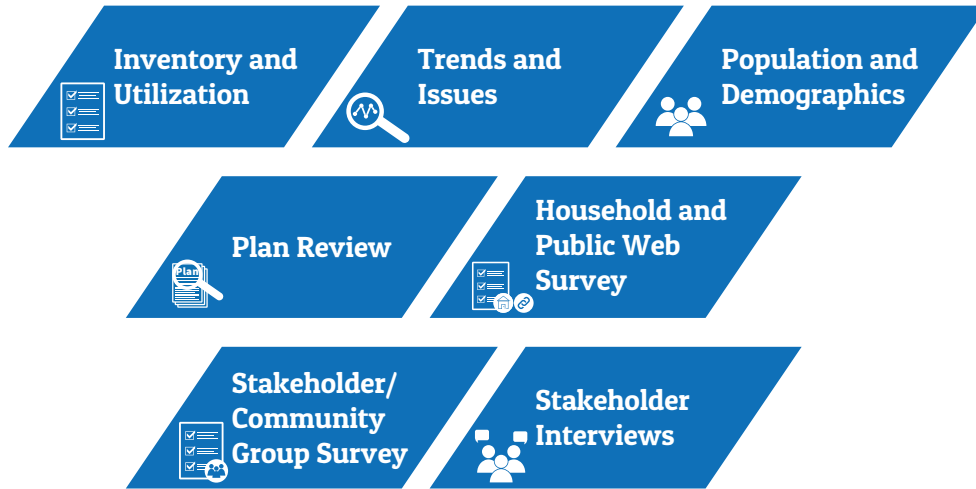 Inventory and
Utilization
Trends and
Issues
Population and
Demographics
Plan Review
Plan
Household and
Public Web
Survey
Stakeholder/
Community
Group Survey
Stakeholder
Interviews